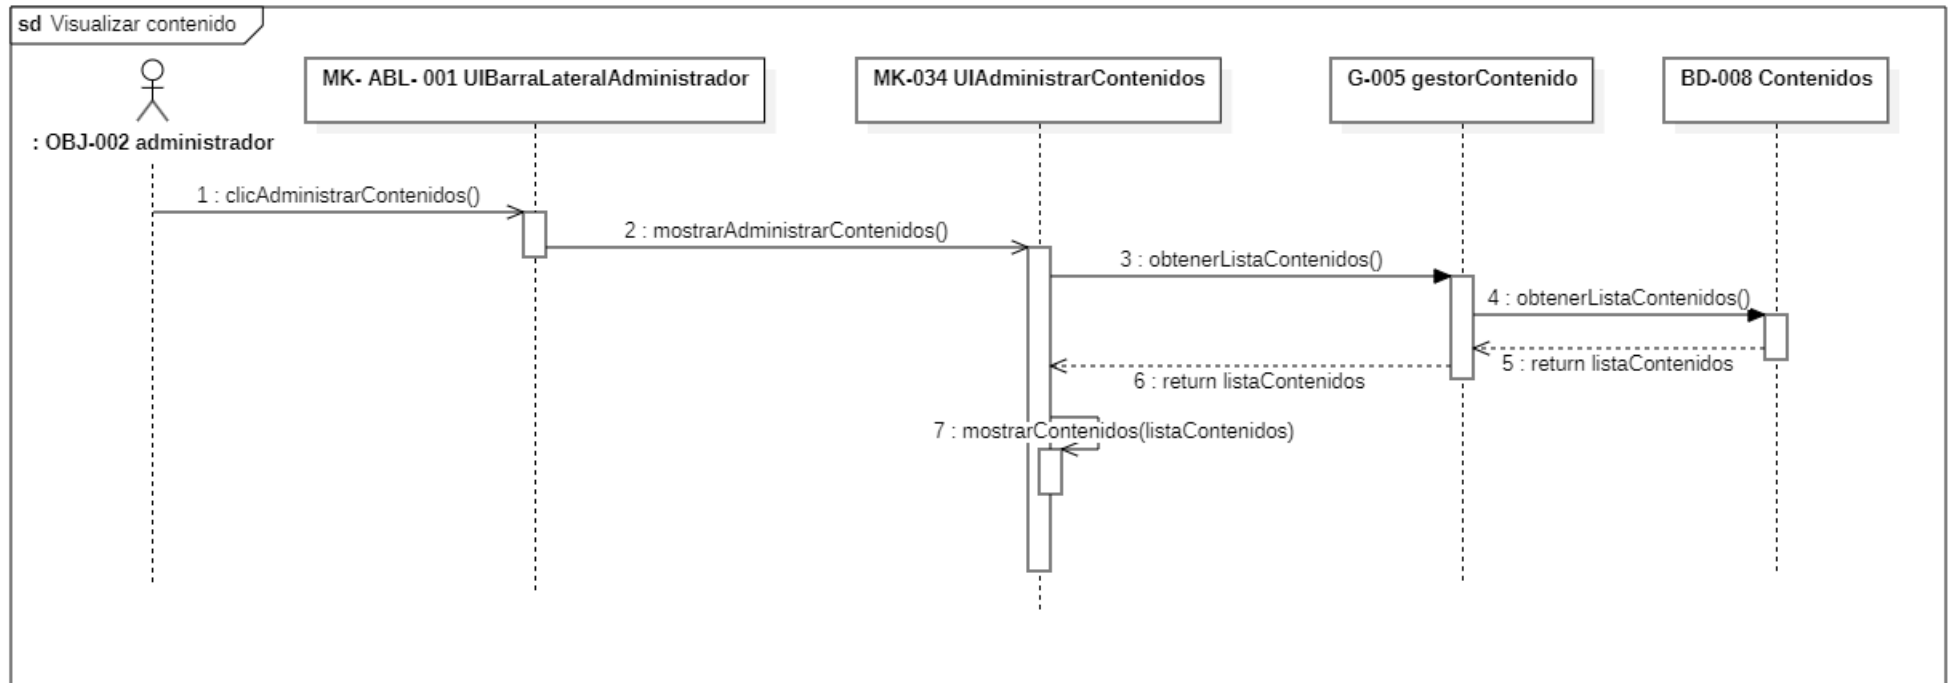 sd Visualizar contenido
MK- ABL- 001 UIBarraLateralAdministrador
MK-034 UIAdministrarContenidos
G-005 gestorContenido
BD-008 Contenidos
: OBJ-002 administrador
1 : clicAdministrarContenidos()
2 : mostrarAdministrarContenidos()
3 : obtenerListaContenidos()
4 : obtenerListaContenidos()
5 : return listaContenidos
6 : return listaContenidos
7 : mostrarContenidos(listaContenidos)